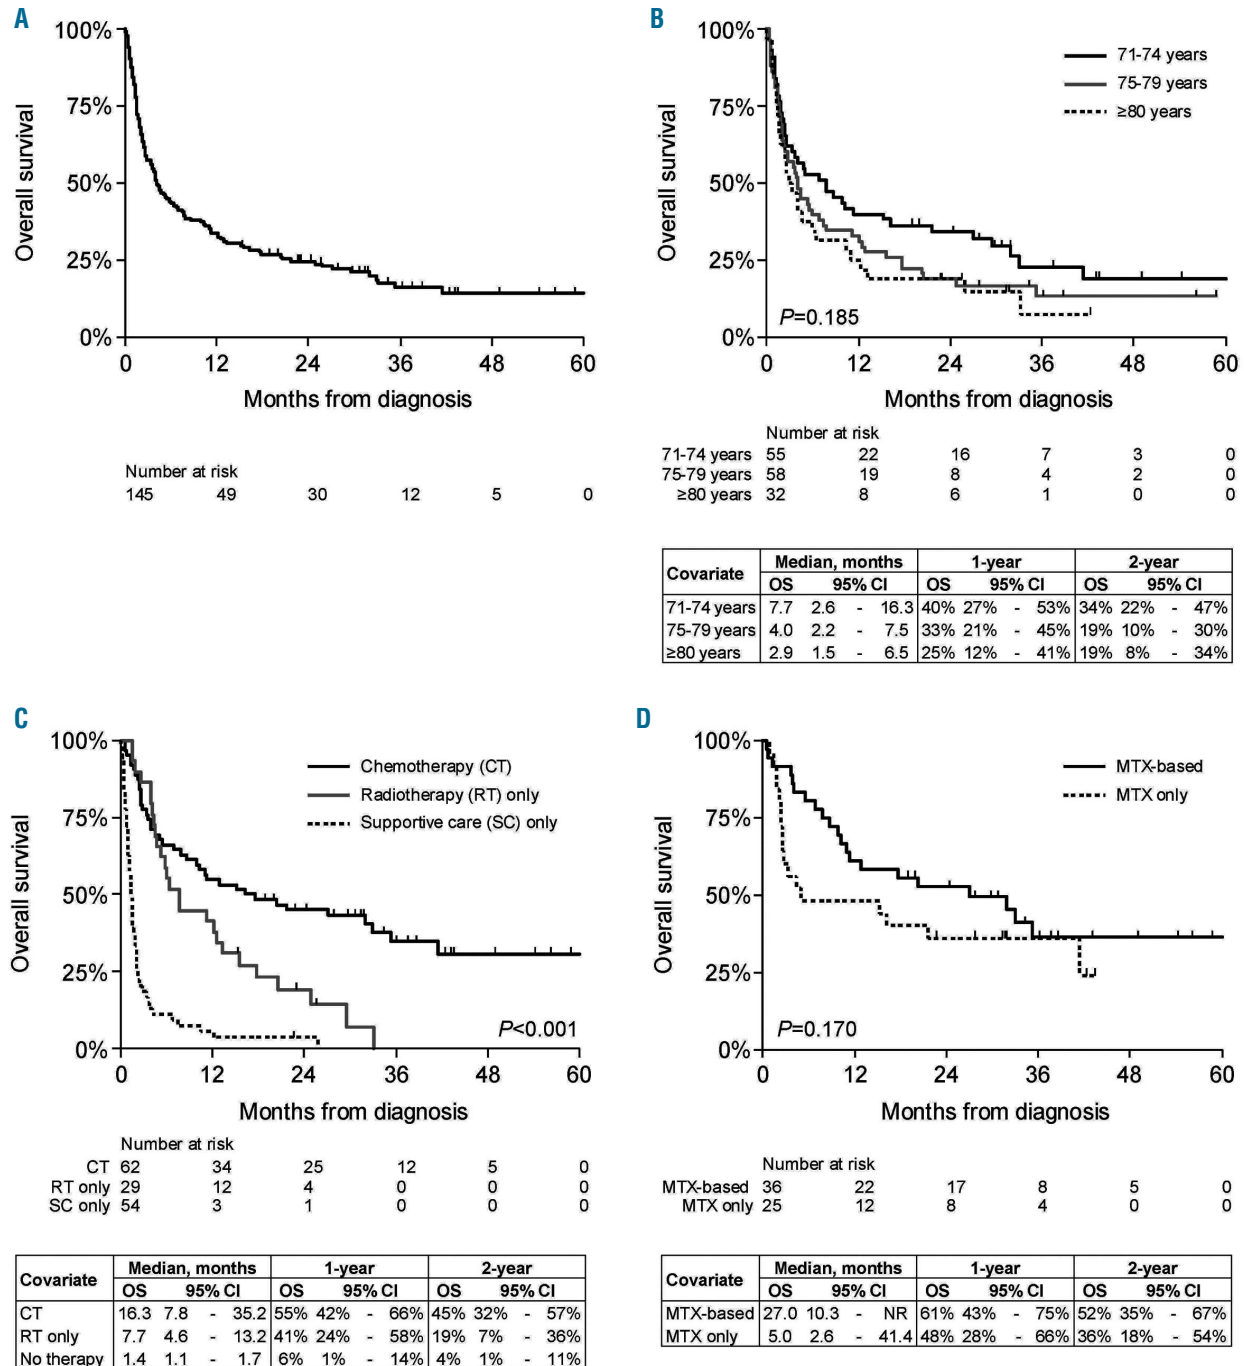 A
100%
75%
50%
25%
0%
Overall survival
0 12 24 36 48 60
Months from diagnosis
Number at risk
145 49 30 12 5 0
B
100%
75%
50%
25%
0%
Overall survival
71-74 years
75-79 years
≥80 years
P=0.185
0 12 24 36 48 60
Months from diagnosis
Number at risk
71-74 years 55 22 16 7 3 0
75-79 years 58 19 8 4 2 0
≥80 years 32 8 6 1 0 0
Covariate Median, months 1-year 2-year
OS 95% CI OS 95% CI OS 95% CI
71-74 years 7.7 2.6 - 16.3 40% 27% - 53% 34% 22% - 47%
75-79 years 4.0 2.2 - 7.5 33% 21% - 45% 19% 10% - 30%
≥80 years 2.9 1.5 - 6.5 25% 12% - 41% 19% 8% - 34%
C
100%
75%
50%
25%
0%
Overall survival
Chemotherapy (CT)
Radiotherapy (RT) only
Supportive care (SC) only
P<0.001
0 12 24 36 48 60
Months from diagnosis
Number at risk
CT 62 34 25 12 5 0
RT only 29 12 4 0 0 0
SC only 54 3 1 0 0 0
Covariate Median, months 1-year 2-year
OS 95% CI OS 95% CI OS 95% CI
CT 16.3 7.8 - 35.2 55% 42% - 66% 45% 32% - 57%
RT only 7.7 4.6 - 13.2 41% 24% - 58% 19% 7% - 36%
No therapy 1.4 1.1 - 1.7 6% 1% - 14% 4% 1% - 11%
D
100%
75%
50%
25%
0%
Overall survival
MTX-based
MTX only
P=0.170
0 12 24 36 48 60
Months from diagnosis
Number at risk
MTX-based 36 22 17 8 5 0
MTX only 25 12 8 4 0 0
Covariate Median, months 1-year 2-year
OS 95% CI OS 95% CI OS 95% CI
MTX-based 27.0 10.3 - NR 61% 43% - 75% 52% 35% - 67%
MTX only 5.0 2.6 - 41.4 48% 28% - 66% 36% 18% - 54%